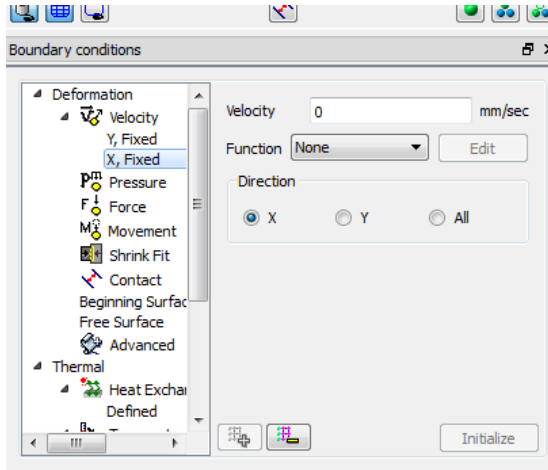 Boundary conditions
Deformation
Velocity
Y, Fixed
X, Fixed
Pressure
Force
Movement
Shrink Fit
Contact
Beginning Surfac
Free Surface
Advanced
Thermal
Heat Exchai
Defined
Velocity 0 mm/sec
Function None Edit
Direction
X Y All
Initialize